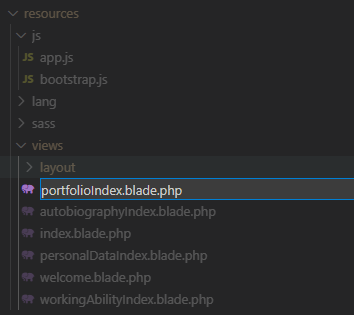 resources
js
JS app.js
JS bootstrap.js
lang
sass
views
layout
portfolioIndex.blade.php
autobiographyIndex.blade.php
index.blade.php
personalDataIndex.blade.php
welcome.blade.php
workingAbilityIndex.blade.php